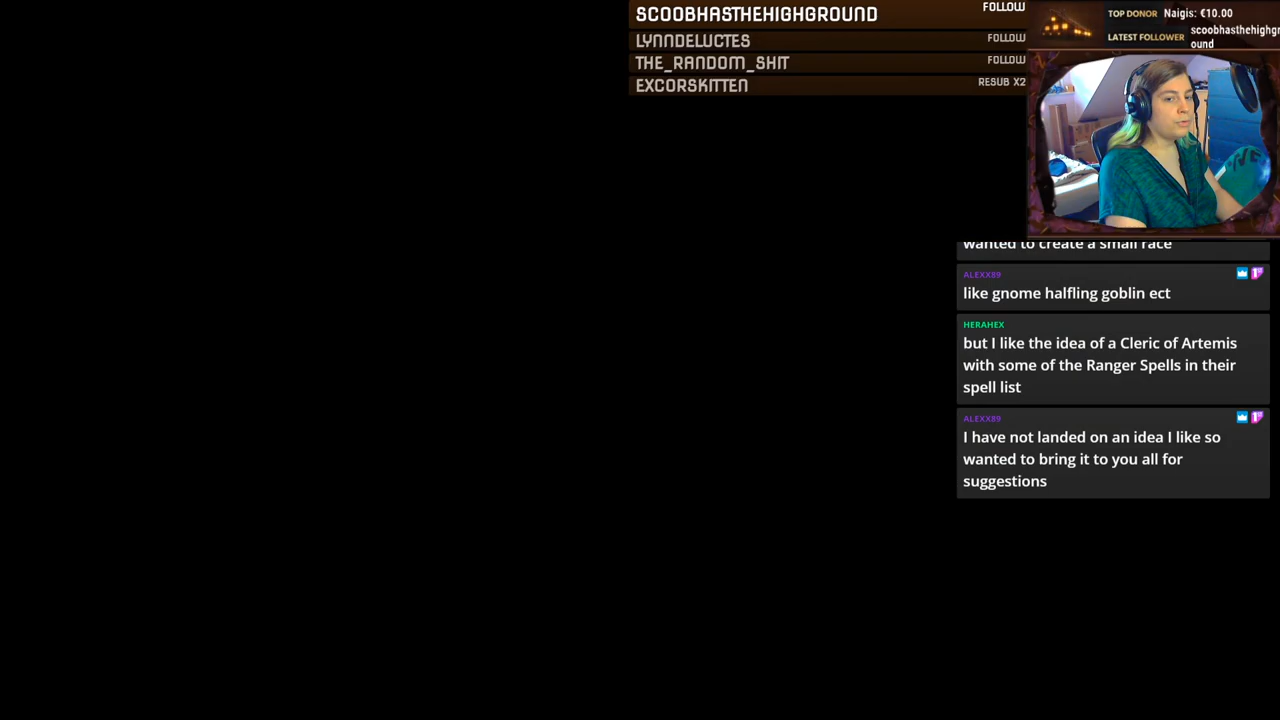 SCOOBHASTHEHIGHGROUND FOLLOW
LYNNDELUCTES FOLLOW
THE_RANDOM_SHIT FOLLOW
EXCORSKITTEN RESUB X2
TOP DONOR Naigis: €10.00
LATEST FOLLOWER scoobhasthehighgr
ound
wanted to create a small race
ALEXX89
like gnome halfling goblin ect
HERAHEX
but I like the idea of a Cleric of Artemis
with some of the Ranger Spells in their
spell list
ALEXX89
I have not landed on an idea I like so
wanted to bring it to you all for
suggestions